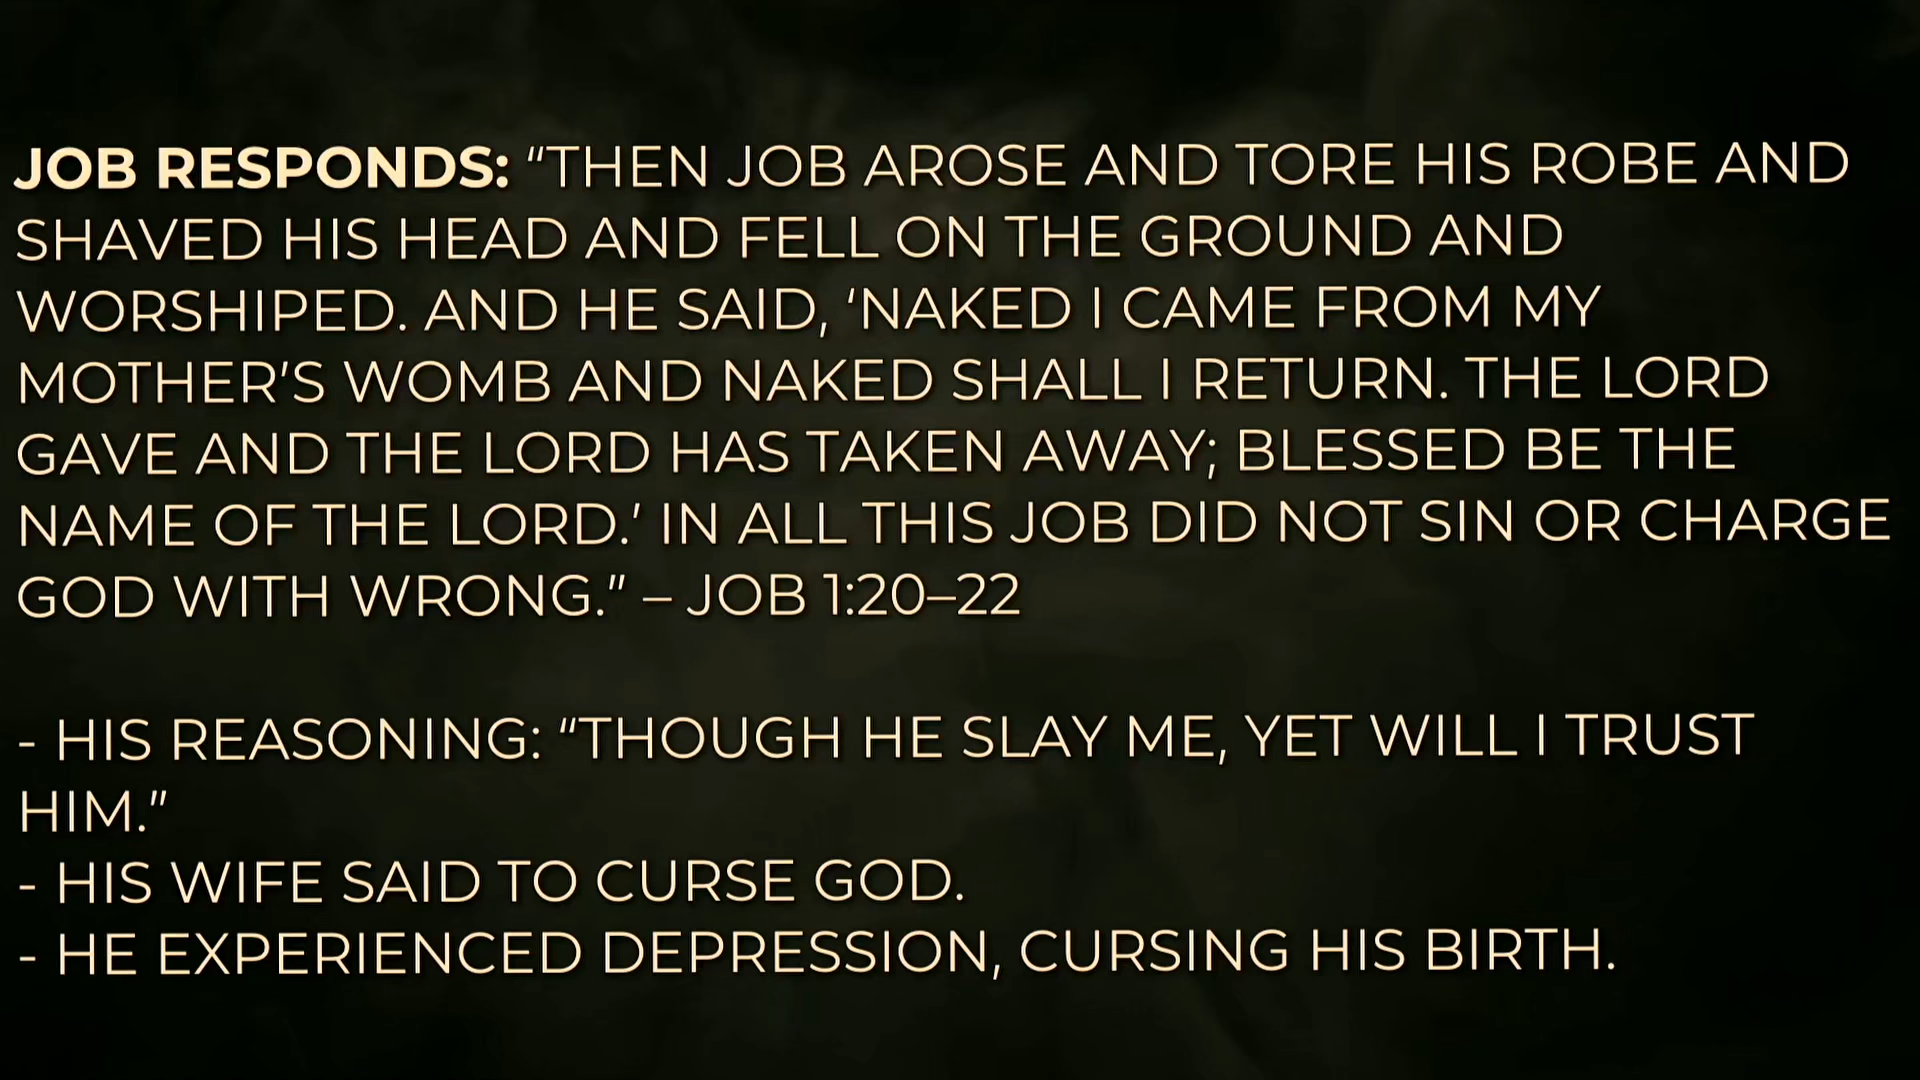 JOB RESPONDS: “THEN JOB AROSE AND TORE HIS ROBE AND
SHAVED HIS HEAD AND FELL ON THE GROUND AND
WORSHIPED. AND HE SAID, ‘NAKED I CAME FROM MY
MOTHER’S WOMB AND NAKED SHALL I RETURN. THE LORD
GAVE AND THE LORD HAS TAKEN AWAY; BLESSED BE THE
NAME OF THE LORD.’ IN ALL THIS JOB DID NOT SIN OR CHARGE
GOD WITH WRONG.” – JOB 1:20–22
- HIS REASONING: “THOUGH HE SLAY ME, YET WILL I TRUST
HIM.”
- HIS WIFE SAID TO CURSE GOD.
- HE EXPERIENCED DEPRESSION, CURSING HIS BIRTH.